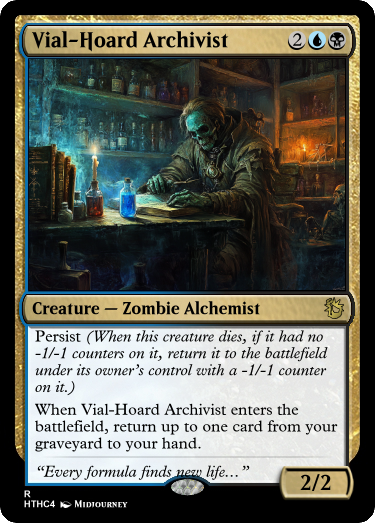 Vial-Hoard Archivist 2
Creature — Zombie Alchemist
Persist (When this creature dies, if it had no
-1/-1 counters on it, return it to the battlefield
under its owner's control with a -1/-1 counter
on it.)
When Vial-Hoard Archivist enters the
battlefield, return up to one card from your
graveyard to your hand.
“Every formula finds new life…”
2/2
R
HTHC4 Midjourney